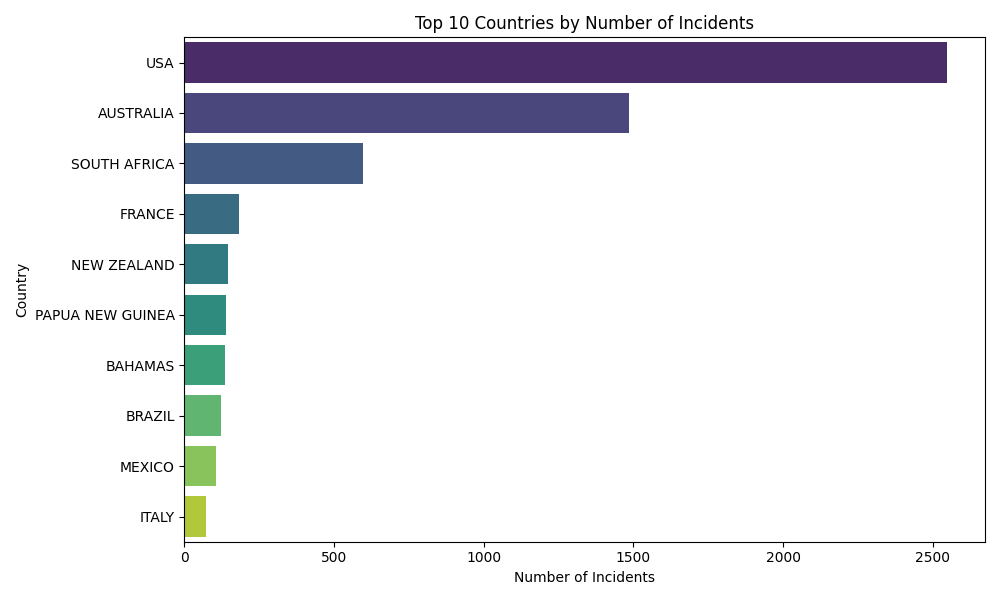 Top 10 Countries by Number of Incidents
USA
AUSTRALIA
SOUTH AFRICA
FRANCE
NEW ZEALAND
PAPUA NEW GUINEA
BAHAMAS
BRAZIL
MEXICO
ITALY
Country
0 500 1000 1500 2000 2500
Number of Incidents